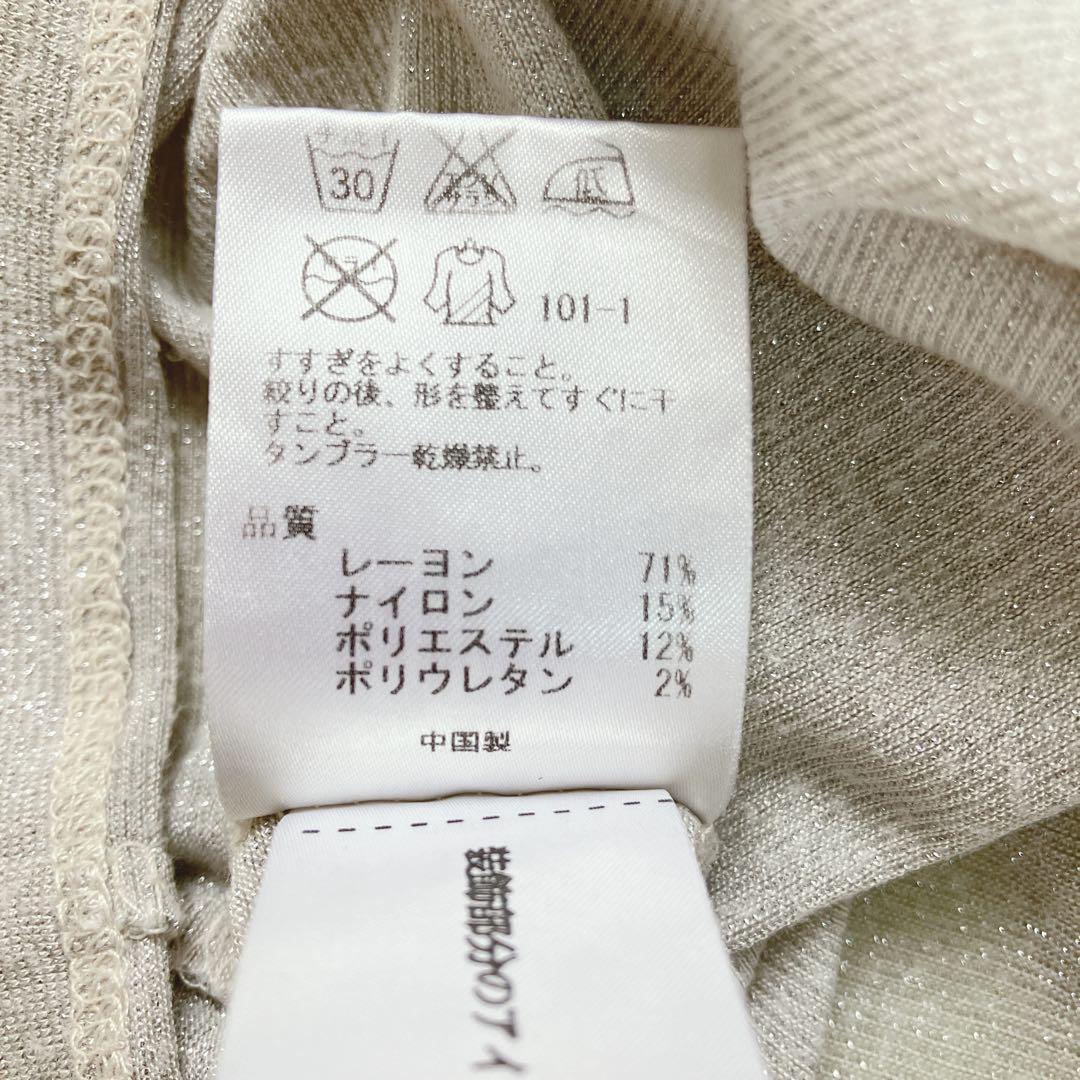 30
低
101-1
すすぎをよくすること。
絞りの後、形を整えてすぐに干
すこと。
タンブラー乾燥禁止。
品質
レーヨン 71%
ナイロン 15%
ポリエステル 12%
ポリウレタン 2%
中国製
装飾部分のアイ